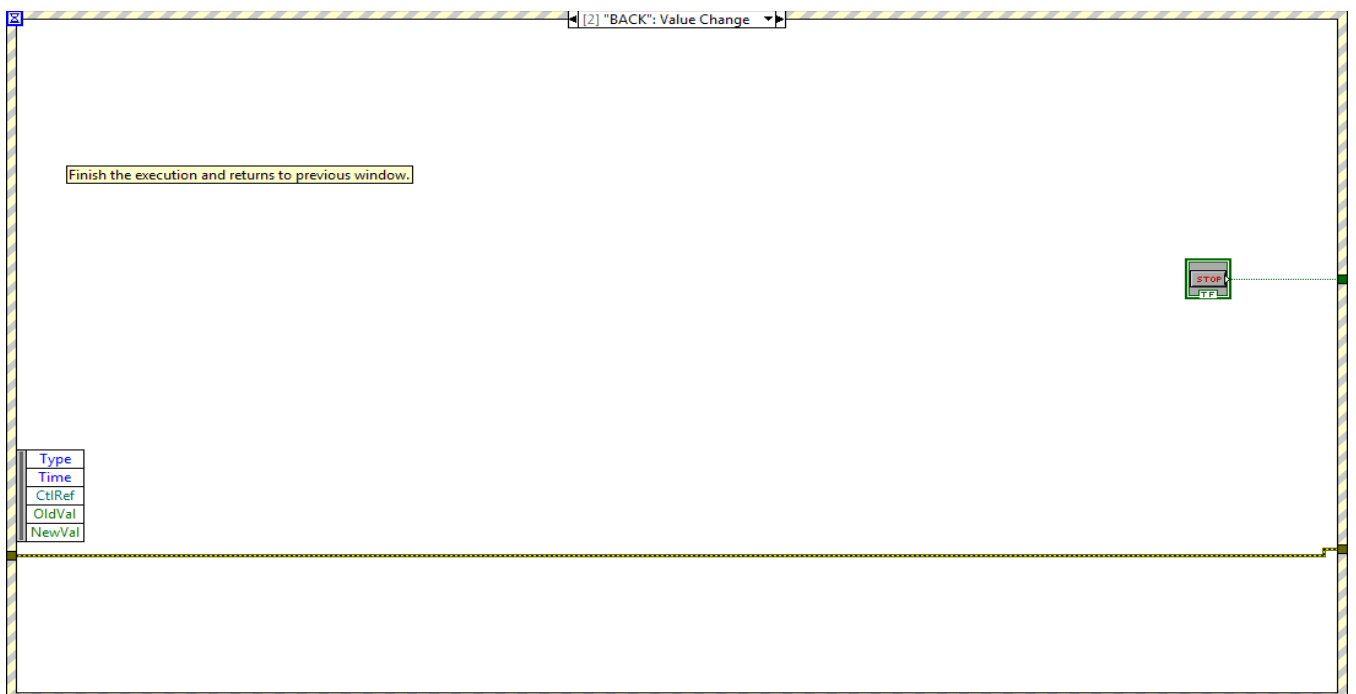 [2] "BACK": Value Change
Finish the execution and returns to previous window.
STOP
TF
Type
Time
CtlRef
OldVal
NewVal